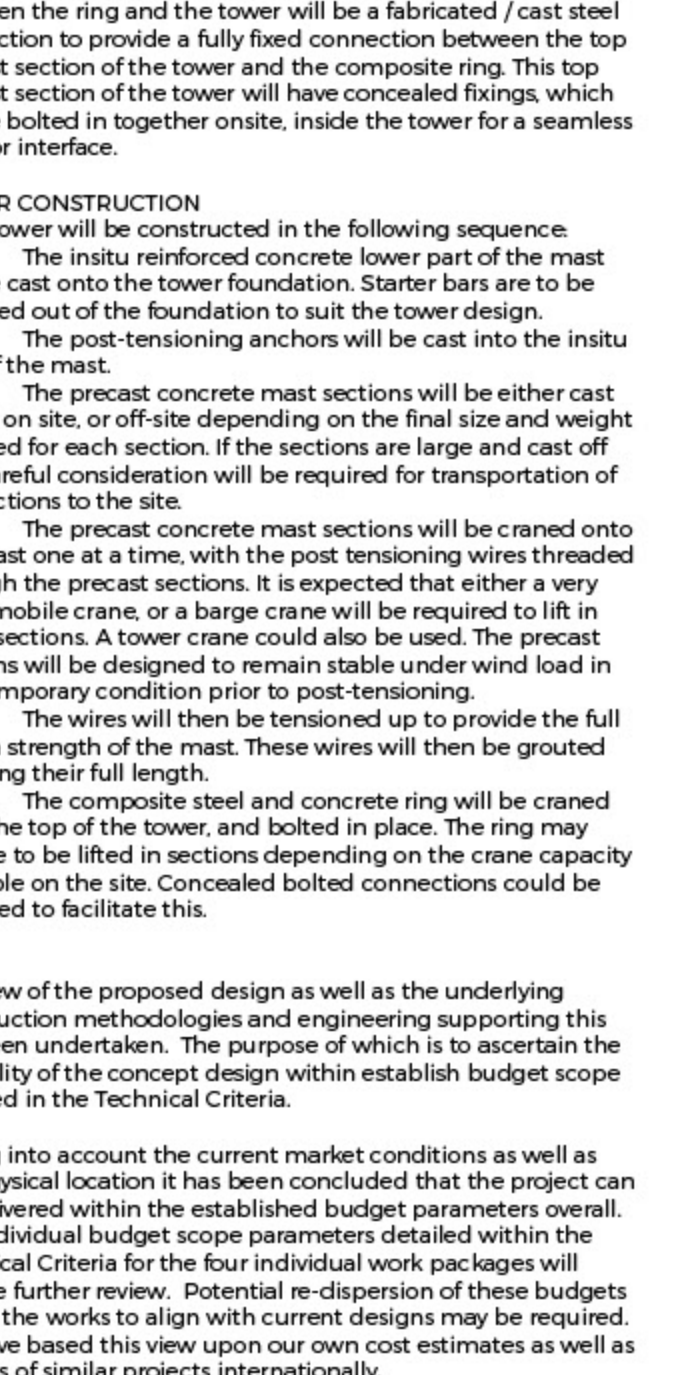 en the ring and the tower will be a fabricated / cast steel
ction to provide a fully fixed connection between the top
t section of the tower and the composite ring. This top
t section of the tower will have concealed fixings, which
bolted in together onsite, inside the tower for a seamless
r interface.
R CONSTRUCTION
ower will be constructed in the following sequence:
The insitu reinforced concrete lower part of the mast
cast onto the tower foundation. Starter bars are to be
ed out of the foundation to suit the tower design.
The post-tensioning anchors will be cast into the insitu
f the mast.
The precast concrete mast sections will be either cast
on site, or off-site depending on the final size and weight
ed for each section. If the sections are large and cast off
reful consideration will be required for transportation of
ctions to the site.
The precast concrete mast sections will be craned onto
ast one at a time, with the post tensioning wires threaded
gh the precast sections. It is expected that either a very
mobile crane, or a barge crane will be required to lift in
sections. A tower crane could also be used. The precast
ns will be designed to remain stable under wind load in
mporary condition prior to post-tensioning.
The wires will then be tensioned up to provide the full
strength of the mast. These wires will then be grouted
ng their full length.
The composite steel and concrete ring will be craned
he top of the tower, and bolted in place. The ring may
e to be lifted in sections depending on the crane capacity
ble on the site. Concealed bolted connections could be
ed to facilitate this.
ew of the proposed design as well as the underlying
uction methodologies and engineering supporting this
en undertaken.  The purpose of which is to ascertain the
lity of the concept design within establish budget scope
ed in the Technical Criteria.
g into account the current market conditions as well as
ysical location it has been concluded that the project can
ivered within the established budget parameters overall.
dividual budget scope parameters detailed within the
cal Criteria for the four individual work packages will
e further review.  Potential re-dispersion of these budgets
the works to align with current designs may be required.
ve based this view upon our own cost estimates as well as
s of similar projects internationally.